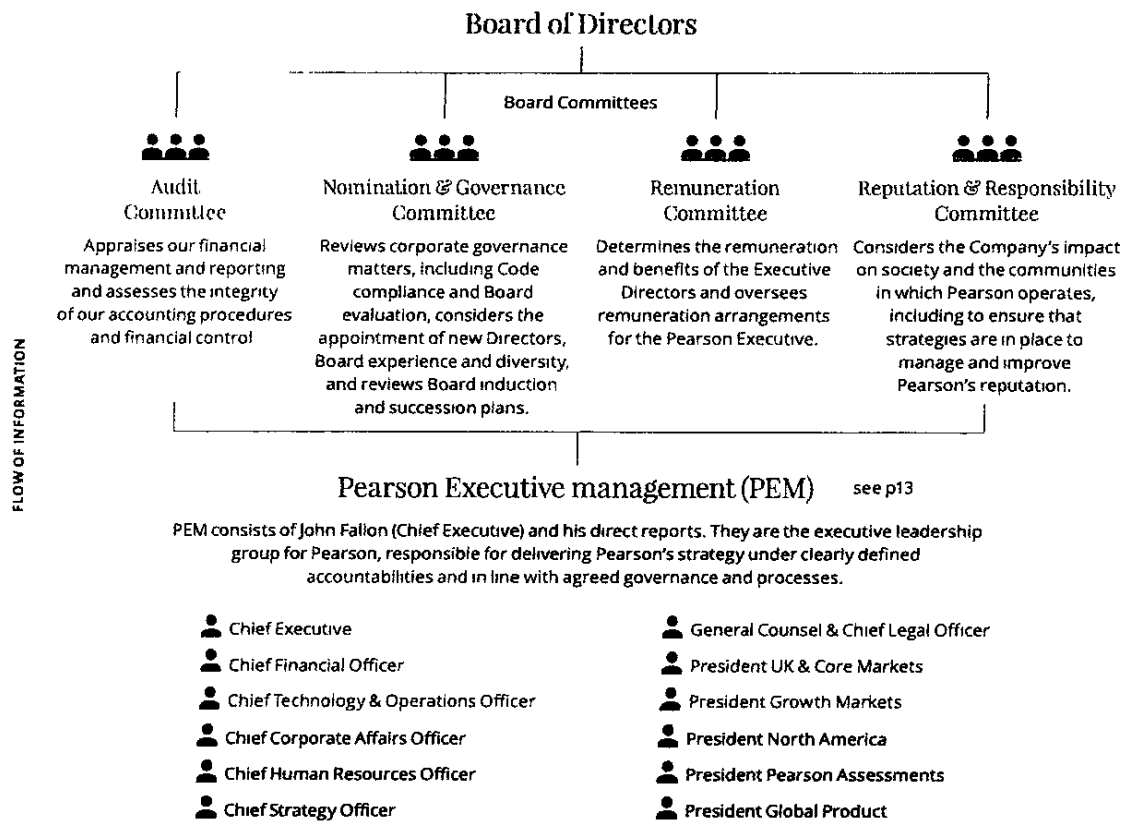 Board of Directors
Board Committees
Audit
Committee
Appraises our financial
management and reporting
and assesses the integrity
of our accounting procedures
and financial control
Nomination & Governance
Committee
Reviews corporate governance
matters, including Code
compliance and Board
evaluation, considers the
appointment of new Directors,
Board experience and diversity,
and reviews Board induction
and succession plans.
Remuneration
Committee
Determines the remuneration
and benefits of the Executive
Directors and oversees
remuneration arrangements
for the Pearson Executive.
Reputation & Responsibility
Committee
Considers the Company's impact
on society and the communities
in which Pearson operates,
including to ensure that
strategies are in place to
manage and improve
Pearson's reputation.
FLOW OF INFORMATION
Pearson Executive management (PEM) see p13
PEM consists of John Fallon (Chief Executive) and his direct reports. They are the executive leadership
group for Pearson, responsible for delivering Pearson's strategy under clearly defined
accountabilities and in line with agreed governance and processes.
Chief Executive
Chief Financial Officer
Chief Technology & Operations Officer
Chief Corporate Affairs Officer
Chief Human Resources Officer
Chief Strategy Officer
General Counsel & Chief Legal Officer
President UK & Core Markets
President Growth Markets
President North America
President Pearson Assessments
President Global Product